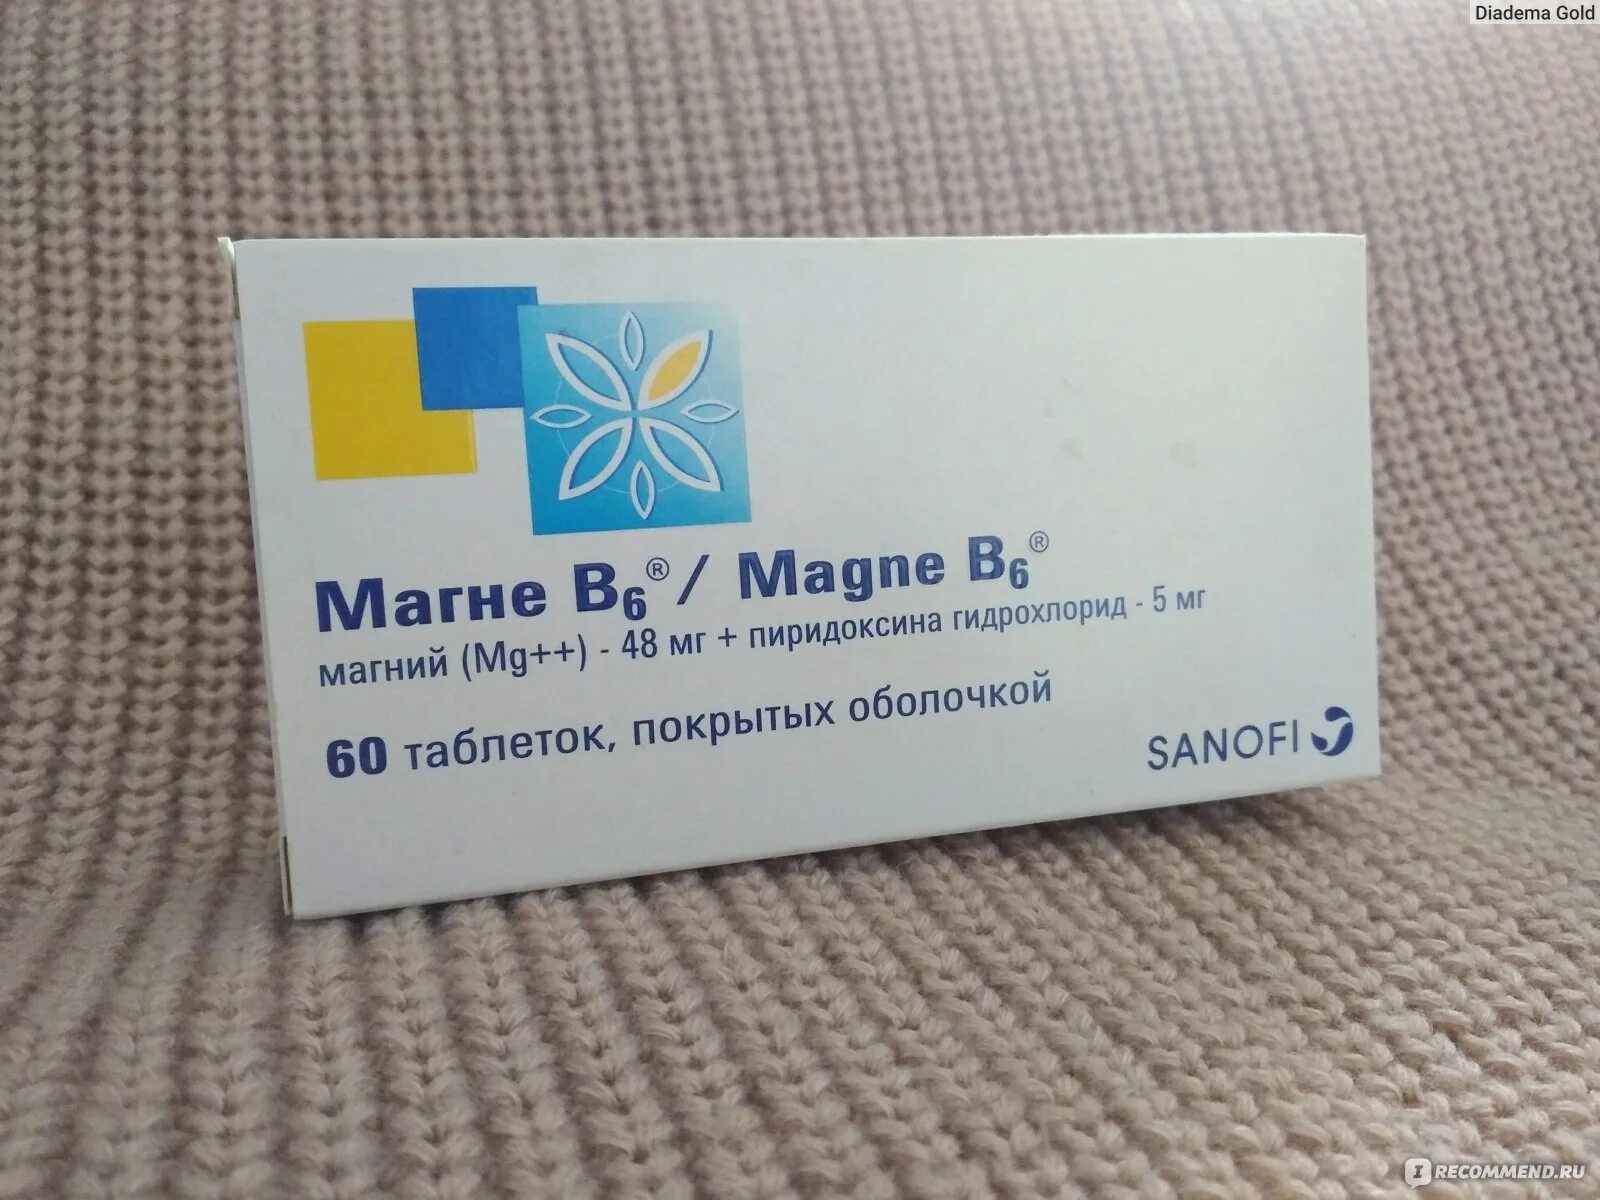 Diadema Gold
Магне B6® / Magne B6®
магний (Mg++) - 48 мг + пиридоксина гидрохлорид - 5 мг
60 таблеток, покрытых оболочкой
SANOFI
IRECOMMEND.RU